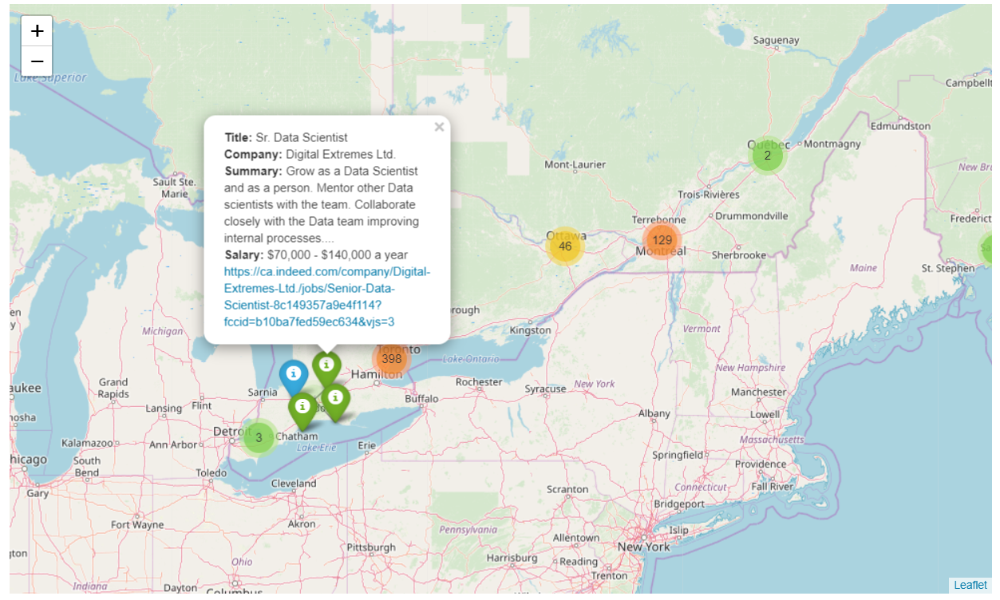 +
−
Lake Superior
Saguenay
Campbellt
Edmundston
Québec
2
Montmagny
New Bru
Mont-Laurier
Sault Ste.
Marie
Trois-Rivières
Terrebonne
Drummondville
Frederict
Ottawa
46
129
Montréal
Sherbrooke
Maine
St. Stephen
×
Title: Sr. Data Scientist
Company: Digital Extremes Ltd.
Summary: Grow as a Data Scientist
and as a person. Mentor other Data
scientists with the team. Collaborate
closely with the Data team improving
internal processes....
Salary: $70,000 - $140,000 a year
https://ca.indeed.com/company/Digital-
Extremes-Ltd./jobs/Senior-Data-
Scientist-8c149357a9e4f114?
fccid=b10ba7fed59ec634&vjs=3
en
y
Michigan
orough
Kingston
Vermont
Toronto
398
Lake Ontario
Hamilton
New Hampshire
aukee
Grand
Rapids
Sarnia
Rochester
Syracuse
New York
Manchester
Lansing
Flint
Buffalo
nosha
Albany
Lowell
Detroit
3
Chatham
Massachusetts
Kalamazoo
Ann Arbor
Lake Erie
Erie
Springfield
hicago
South
Bend
Toledo
Providence
Cleveland
Scranton
Connecticut
Fall River
Gary
Bridgeport
Fort Wayne
Akron
Pennsylvania
Islip
Allentown
New York
Pittsburgh
Harrisburg
Reading
gton
Ohio
Trenton
Indiana
Dayton
Columbus
Leaflet